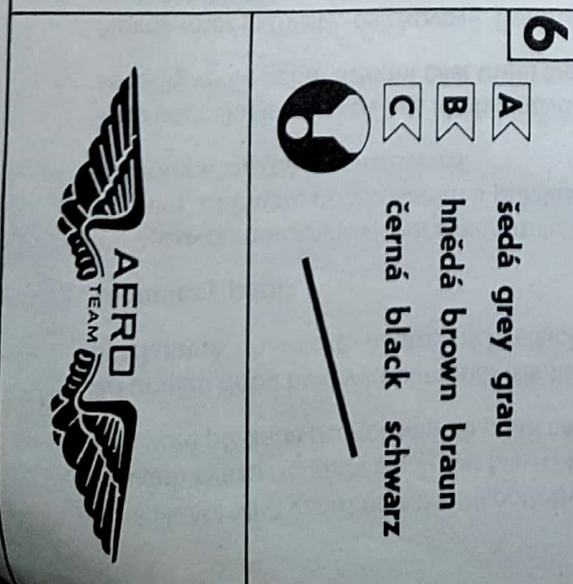 6
A šedá grey grau
B hnědá brown braun
C černá black schwarz
AERO
TEAM